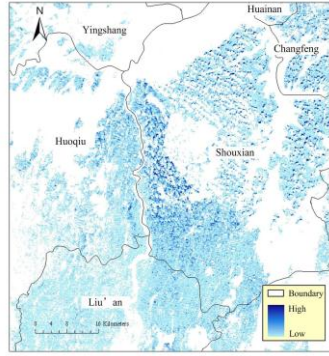 N
Huainan
Yingshang
Changfeng
Huoqiu
Shouxian
Liu’an
0 4 8 16 Kilometers
Boundary
High
Low